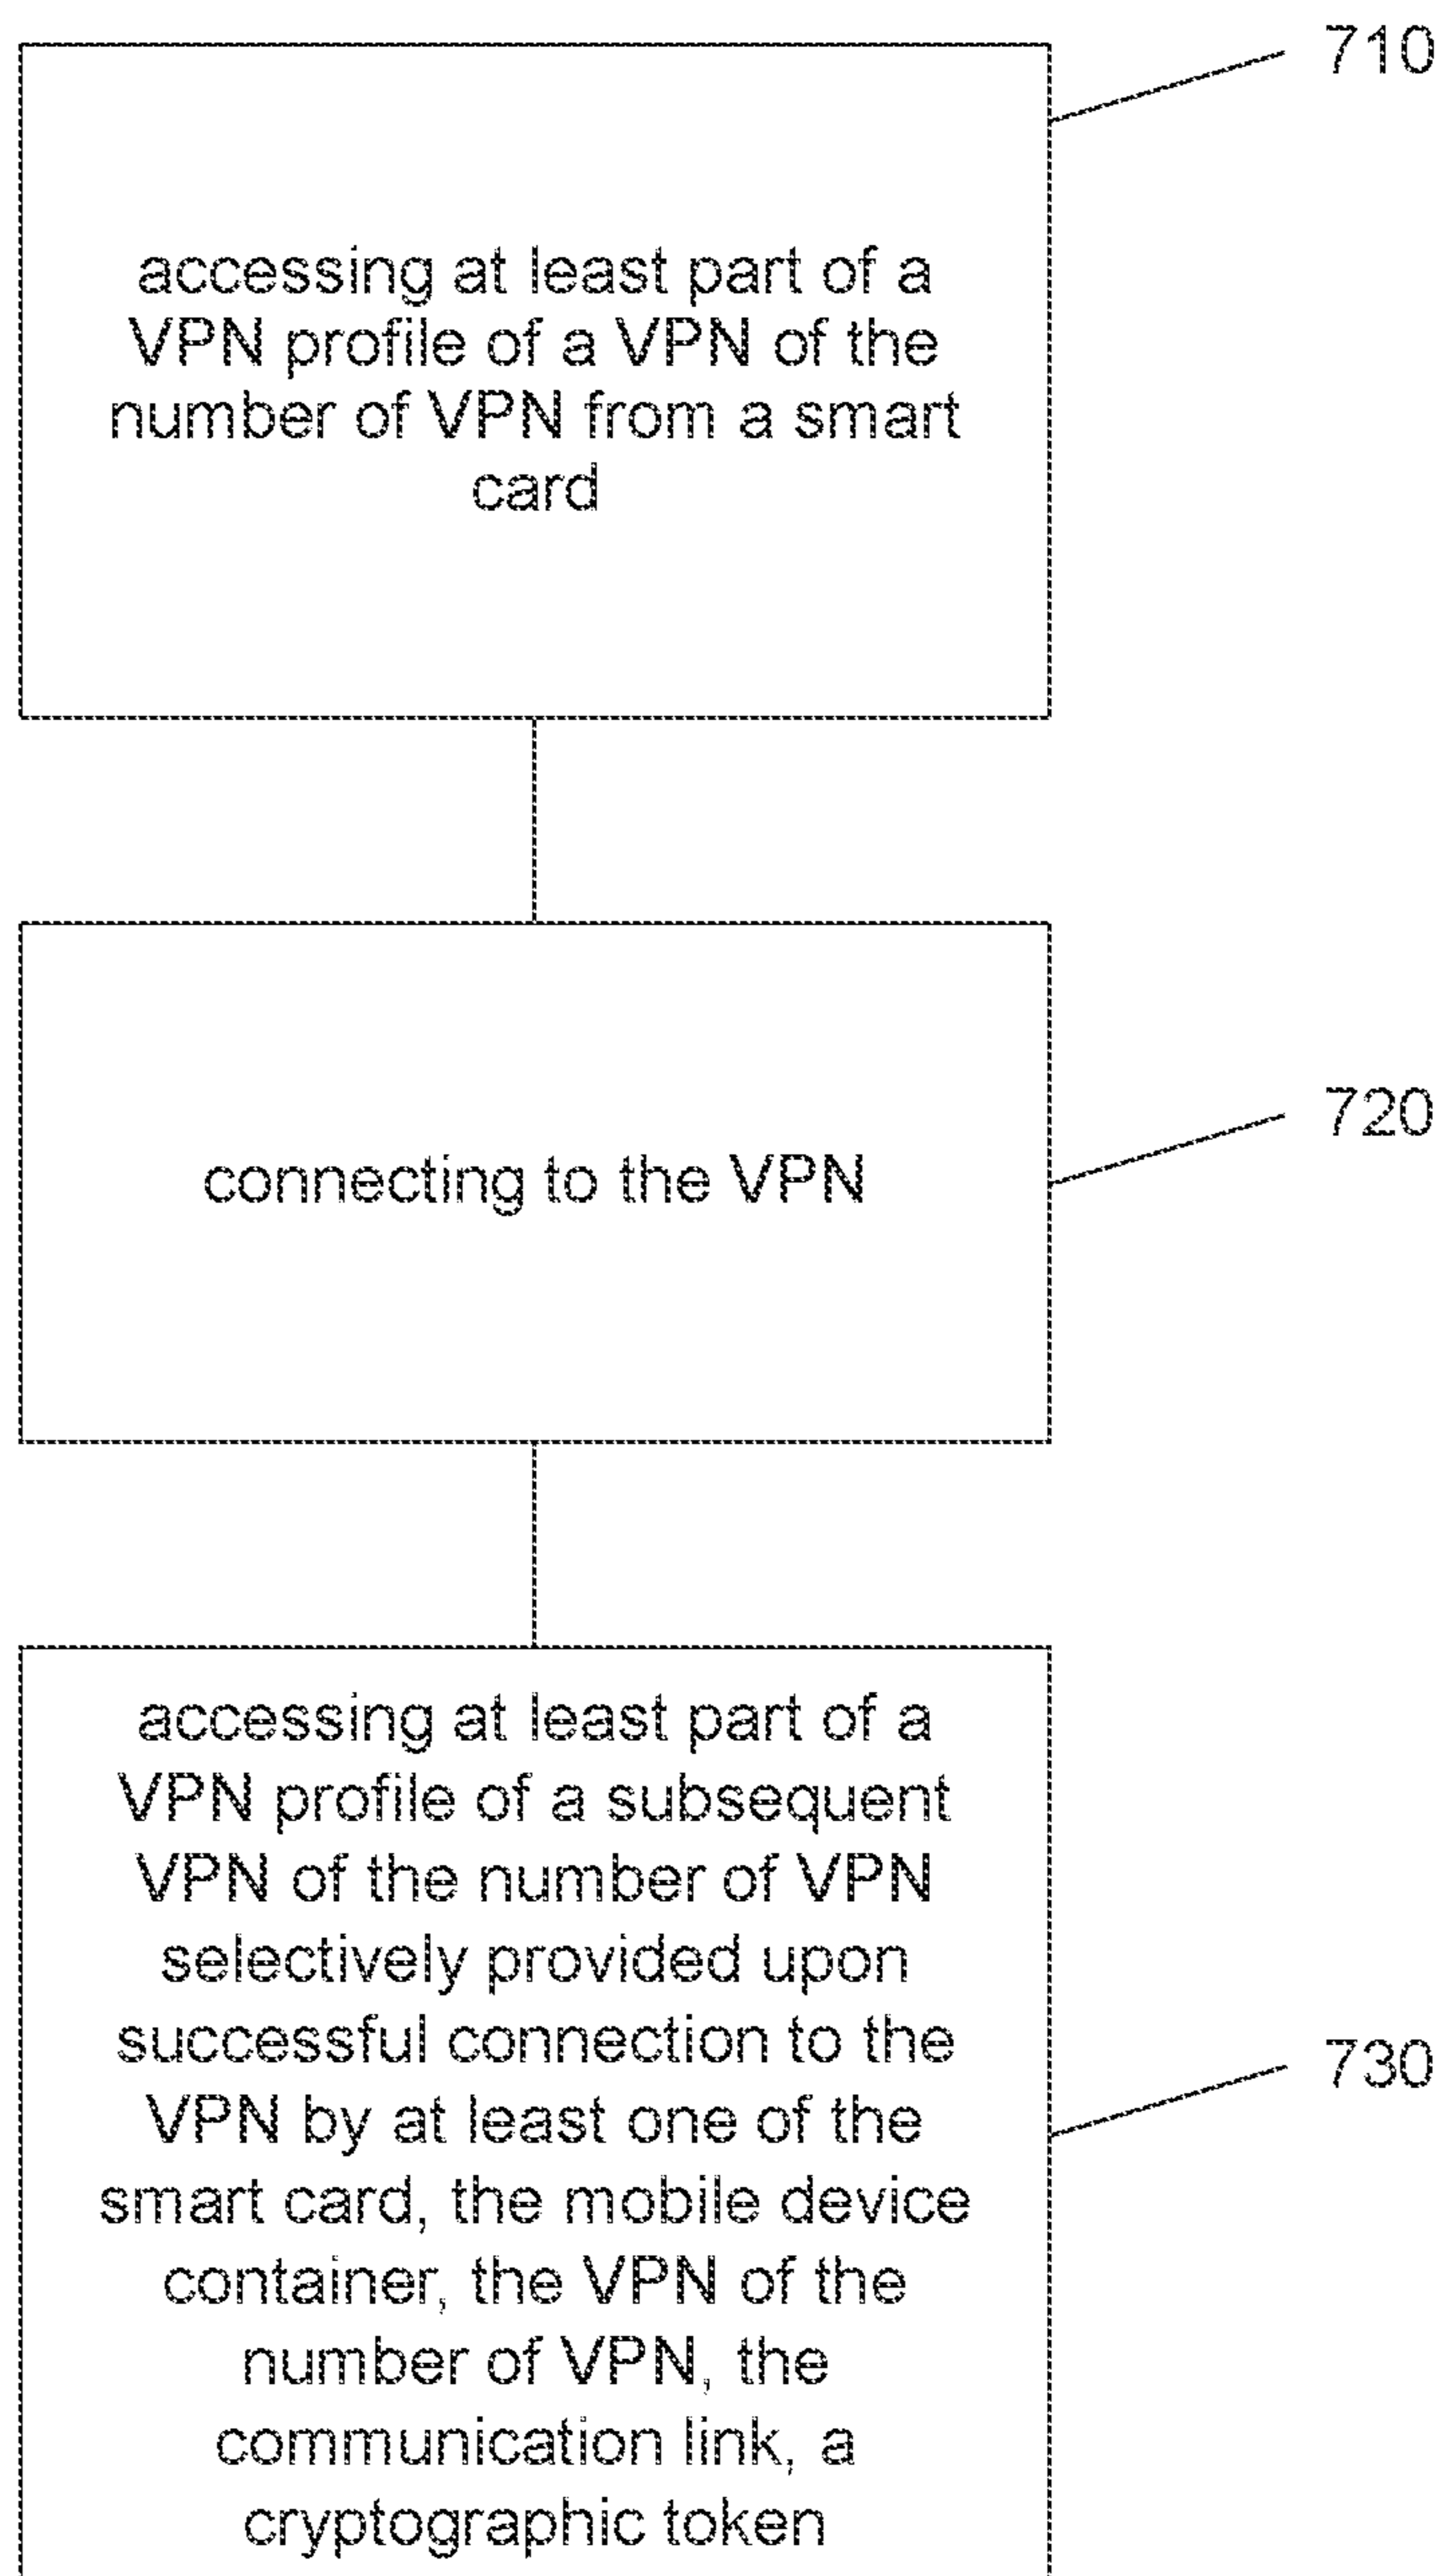 710
accessing at least part of a
VPN profile of a VPN of the
number of VPN from a smart
card
720
connecting to the VPN
accessing at least part of a
VPN profile of a subsequent
VPN of the number of VPN
selectively provided upon
successful connection to the
730
VPN by at least one of the
smart card, the mobile device
container, the VPN of the
number of VPN, the
communication link, a
cryptographic token